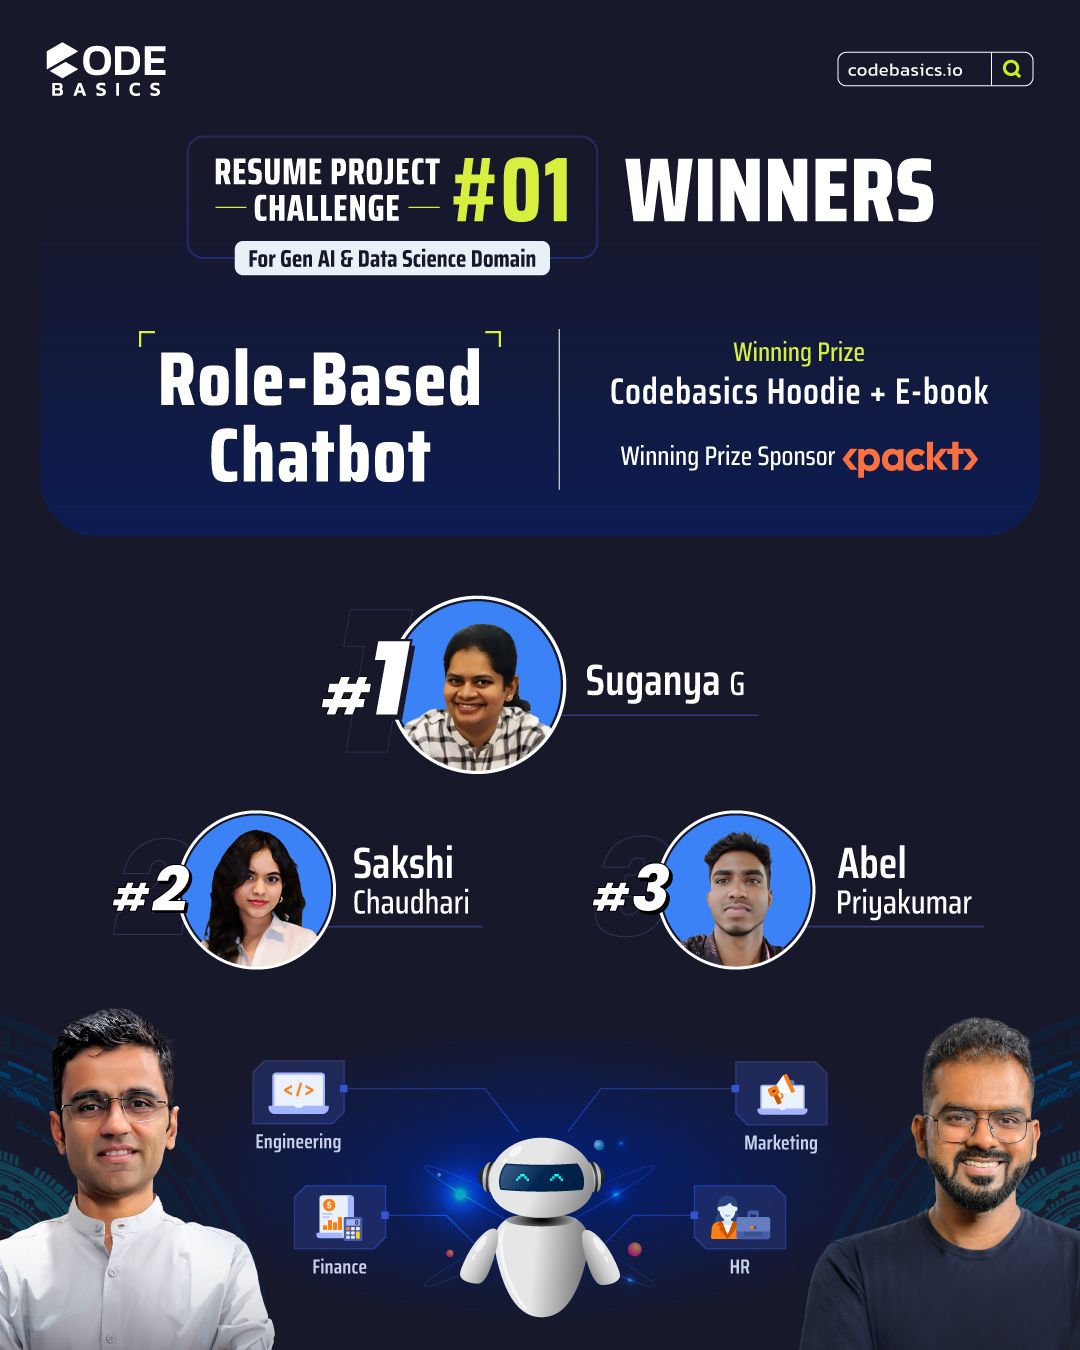 CODE
BASICS
codebasics.io
RESUME PROJECT
CHALLENGE
#01
WINNERS
For Gen AI & Data Science Domain
Role-Based
Chatbot
Winning Prize
Codebasics Hoodie + E-book
Winning Prize Sponsor <packt>
#1
Suganya G
#2
Sakshi
Chaudhari
#3
Abel
Priyakumar
</>
Engineering
Marketing
$
Finance
HR